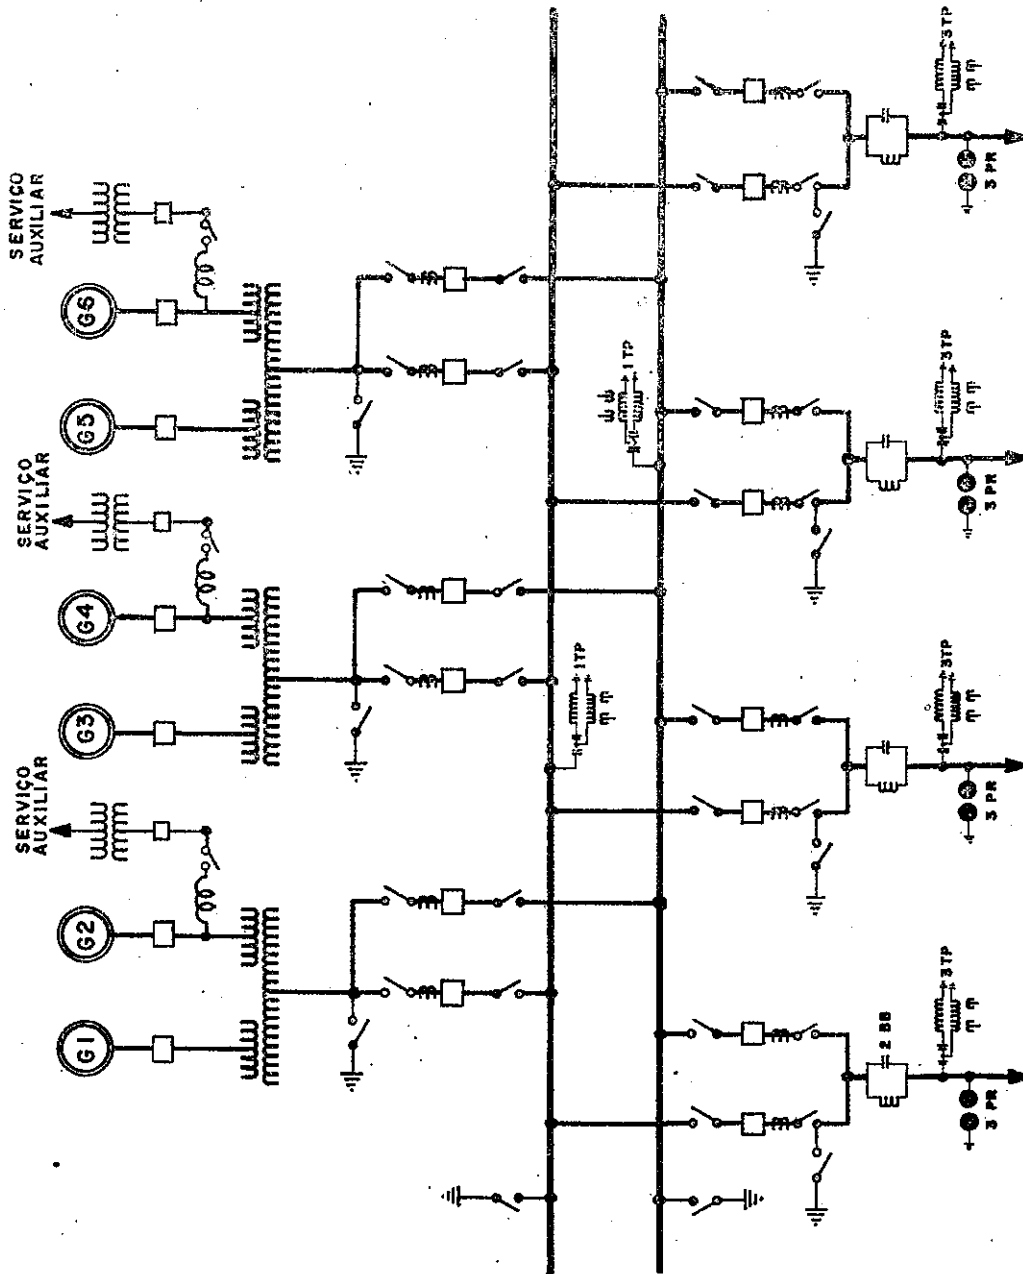 SERVIÇO
AUXILIAR
G6
G5
SERVIÇO
AUXILIAR
G4
G3
SERVIÇO
AUXILIAR
G2
G1
1 TP
1 TP
3 TP
3 PR
3 TP
3 PR
3 TP
3 PR
2 BB
3 TP
3 PR